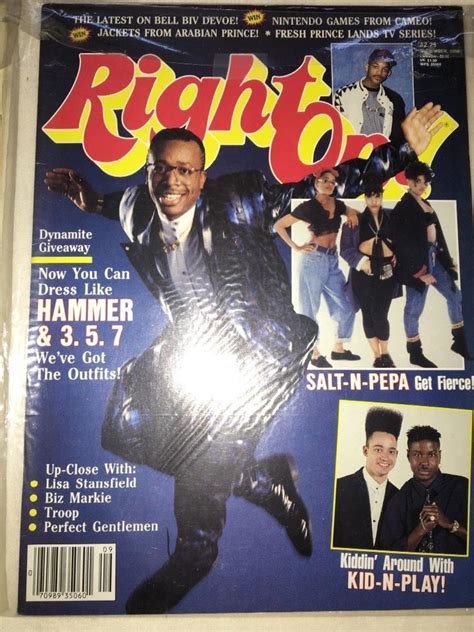 THE LATEST ON BELL BIV DEVOE! WIN NINTENDO GAMES FROM CAMEO!
WIN JACKETS FROM ARABIAN PRINCE! * FRESH PRINCE LANDS TV SERIES!
Right On!
Dynamite
Giveaway
Now You Can
Dress Like
HAMMER
& 3. 5. 7
We've Got
The Outfits!
SALT-N-PEPA Get Fierce!
Up-Close With:
• Lisa Stansfield
• Biz Markie
• Troop
• Perfect Gentlemen
Kiddin' Around With
KID-N-PLAY!
09
0 70989 35060